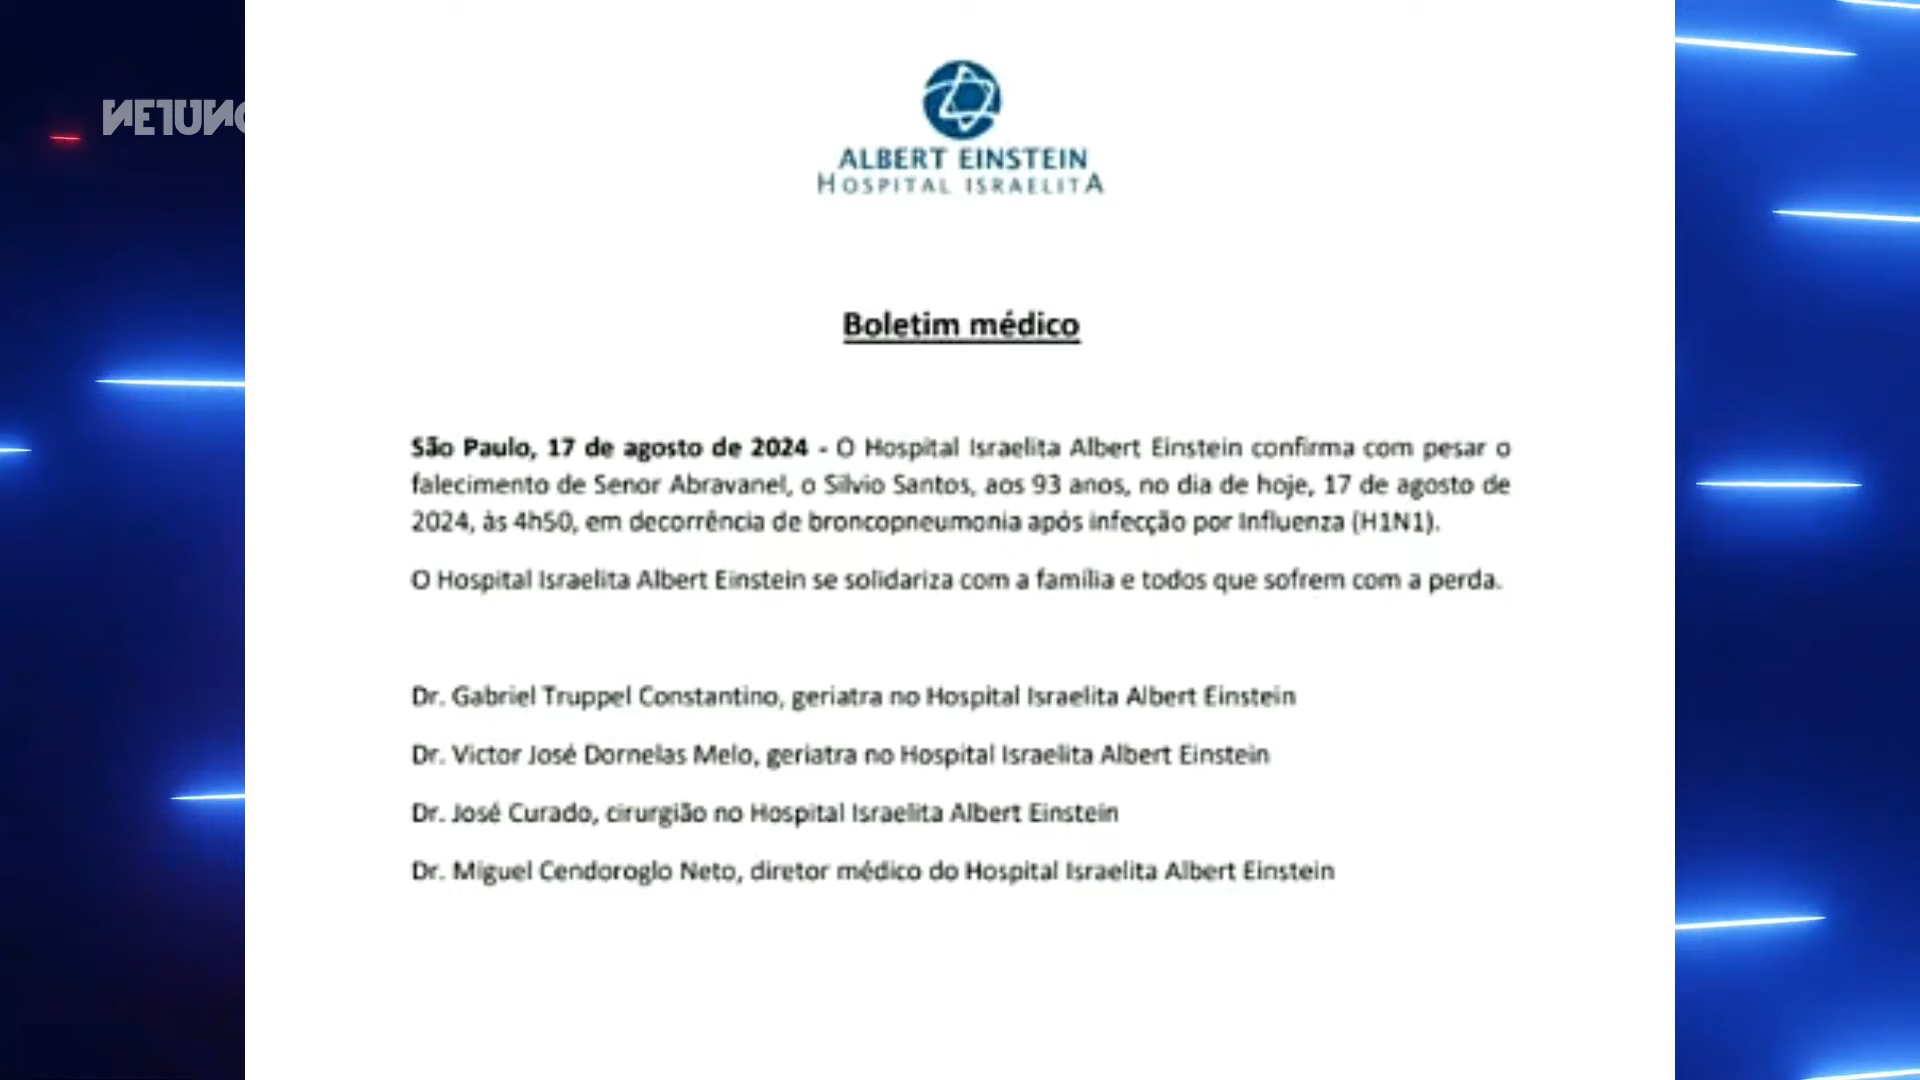 NETUNO
ALBERT EINSTEIN
HOSPITAL ISRAELITA
Boletim médico
São Paulo, 17 de agosto de 2024 - O Hospital Israelita Albert Einstein confirma com pesar o
falecimento de Senor Abravanel, o Silvio Santos, aos 93 anos, no dia de hoje, 17 de agosto de
2024, às 4h50, em decorrência de broncopneumonia após infecção por Influenza (H1N1).
O Hospital Israelita Albert Einstein se solidariza com a família e todos que sofrem com a perda.
Dr. Gabriel Truppel Constantino, geriatra no Hospital Israelita Albert Einstein
Dr. Victor José Dornelas Melo, geriatra no Hospital Israelita Albert Einstein
Dr. José Curado, cirurgião no Hospital Israelita Albert Einstein
Dr. Miguel Cendoroglo Neto, diretor médico do Hospital Israelita Albert Einstein